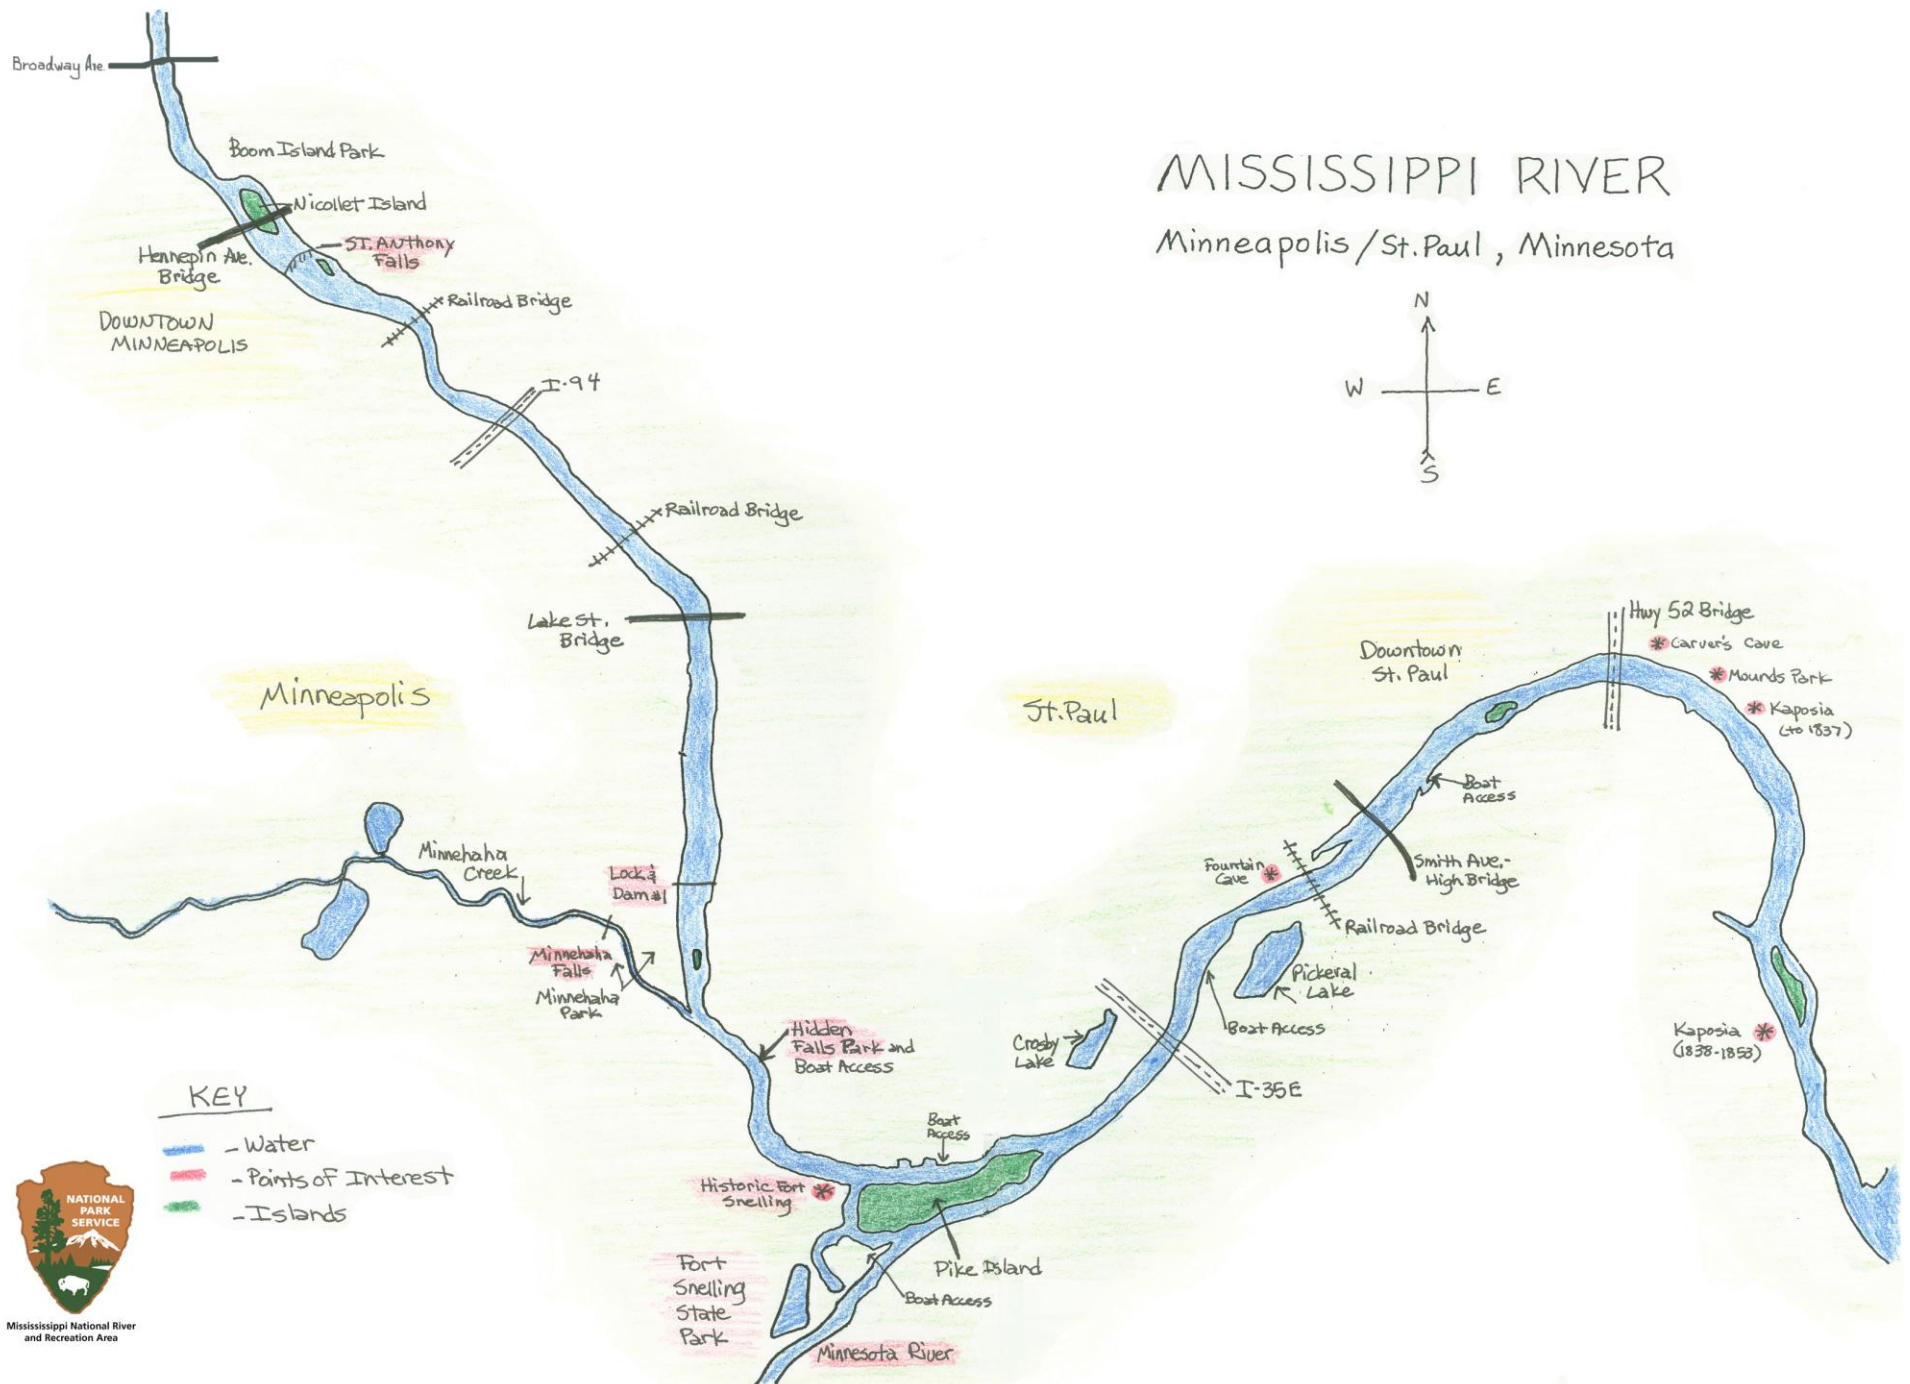 MISSISSIPPI RIVER
Minneapolis/St.Paul, Minnesota
N
W
E
S
Broadway Ave.
Boom Island Park
Nicollet Island
Hennepin Ave.
Bridge
ST. ANTHONY
Falls
Railroad Bridge
DOWNTOWN
MINNEAPOLIS
I-94
Railroad Bridge
Lake St.
Bridge
Minneapolis
St.Paul
Downtown
St. Paul
Hwy 52 Bridge
Carver's Cave
Mounds Park
Kaposia
(to 1837)
Boat
Access
Smith Ave.-
High Bridge
Fountain
Cave
Railroad Bridge
Pickeral
Lake
Boat Access
Crosby
Lake
I-35E
Kaposia
(1838-1853)
Minnehaha
Creek
Lock &
Dam #1
Minnehaha
Falls
Minnehaha
Park
Hidden
Falls Park and
Boat Access
Boat
Access
Historic Fort
Snelling
Fort
Snelling
State
Park
Pike Island
Boat Access
Minnesota River
KEY
- Water
- Points of Interest
- Islands
NATIONAL
PARK
SERVICE
Mississippi National River
and Recreation Area